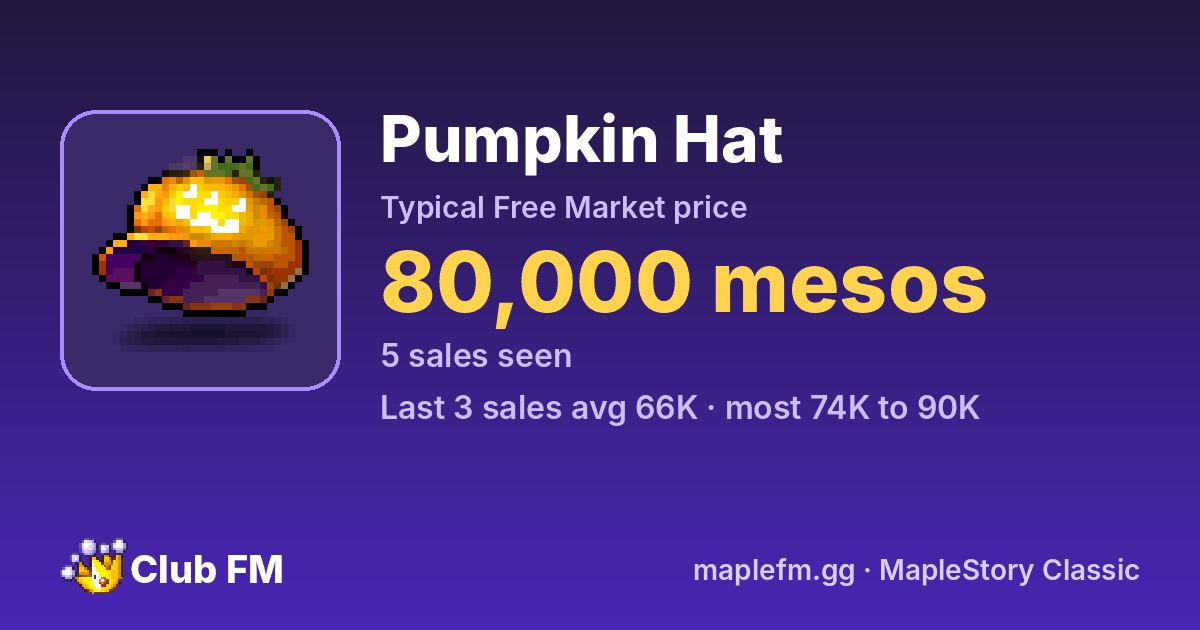 Pumpkin Hat
Typical Free Market price
80,000 mesos
5 sales seen
Last 3 sales avg 66K · most 74K to 90K
Club FM
maplefm.gg · MapleStory Classic